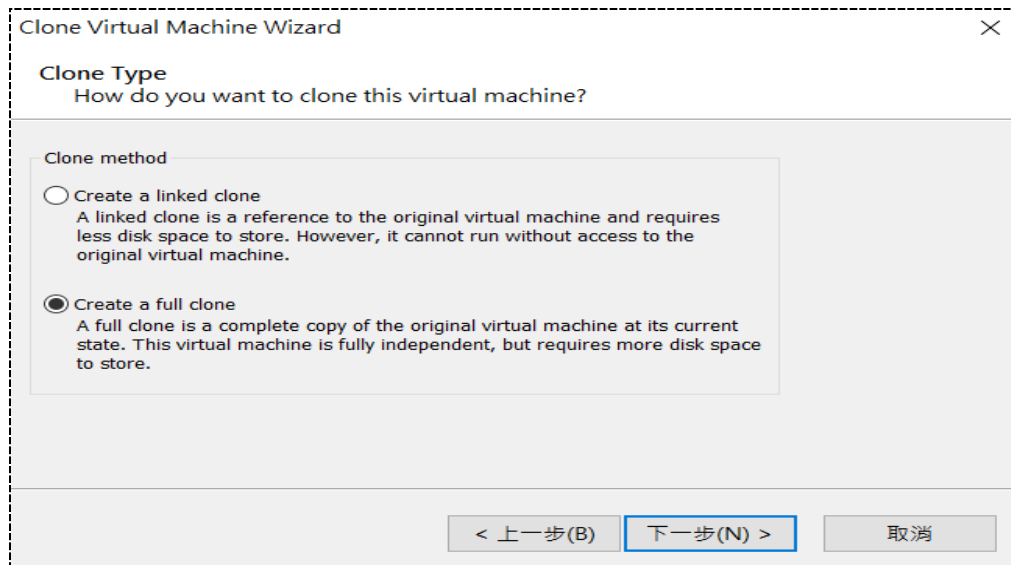 Clone Virtual Machine Wizard
Clone Type
How do you want to clone this virtual machine?
Clone method
Create a linked clone
A linked clone is a reference to the original virtual machine and requires
less disk space to store. However, it cannot run without access to the
original virtual machine.
Create a full clone
A full clone is a complete copy of the original virtual machine at its current
state. This virtual machine is fully independent, but requires more disk space
to store.
< 上一步(B) 下一步(N) > 取消